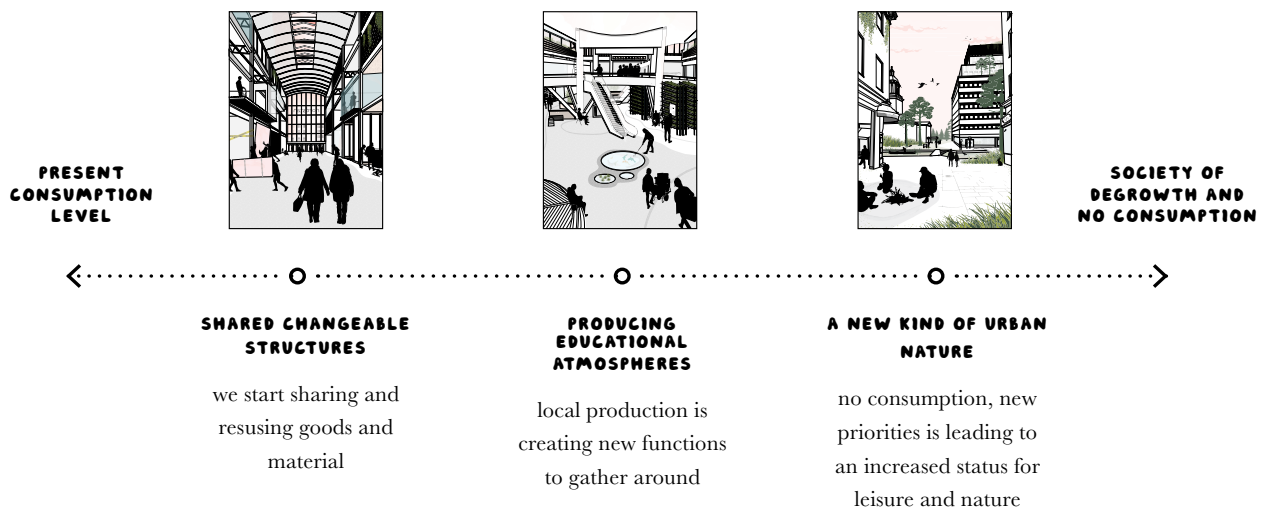 PRESENT
CONSUMPTION
LEVEL
SOCIETY OF
DEGROWTH AND
NO CONSUMPTION
SHARED CHANGEABLE
STRUCTURES
we start sharing and
resusing goods and
material
PRODUCING
EDUCATIONAL
ATMOSPHERES
local production is
creating new functions
to gather around
A NEW KIND OF URBAN
NATURE
no consumption, new
priorities is leading to
an increased status for
leisure and nature